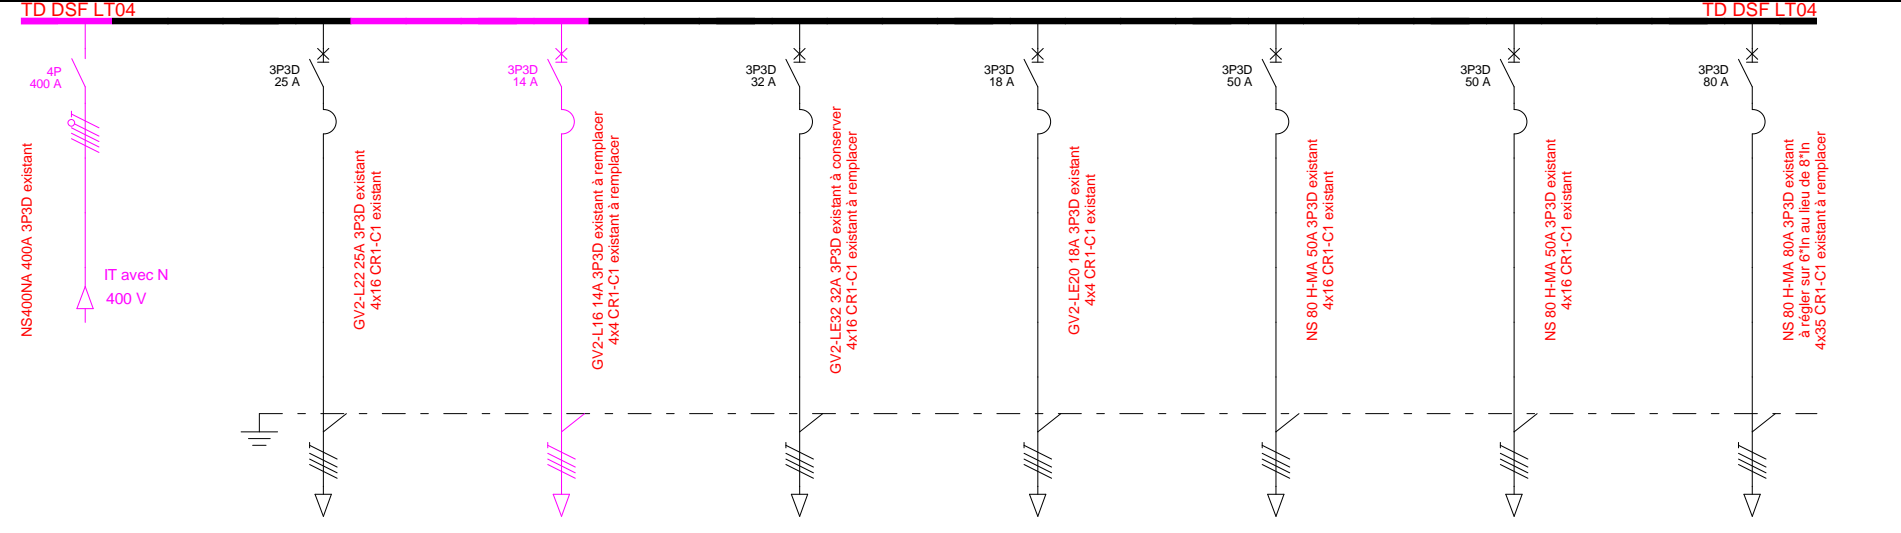 TD DSF LT04
TD DSF LT04
4P
400 A
NS400NA 400A 3P3D existant
IT avec N
400 V
3P3D
25 A
GV2-L22 25A 3P3D existant
4x16 CR1-C1 existant
3P3D
14 A
GV2-L16 14A 3P3D existant à remplacer
4x4 CR1-C1 existant à remplacer
3P3D
32 A
GV2-LE32 32A 3P3D existant à conserver
4x16 CR1-C1 existant à remplacer
3P3D
18 A
GV2-LE20 18A 3P3D existant
4x4 CR1-C1 existant
3P3D
50 A
NS 80 H-MA 50A 3P3D existant
4x16 CR1-C1 existant
3P3D
50 A
NS 80 H-MA 50A 3P3D existant
4x16 CR1-C1 existant
3P3D
80 A
NS 80 H-MA 80A 3P3D existant
à régler sur 6*In au lieu de 8*In
4x35 CR1-C1 existant à remplacer